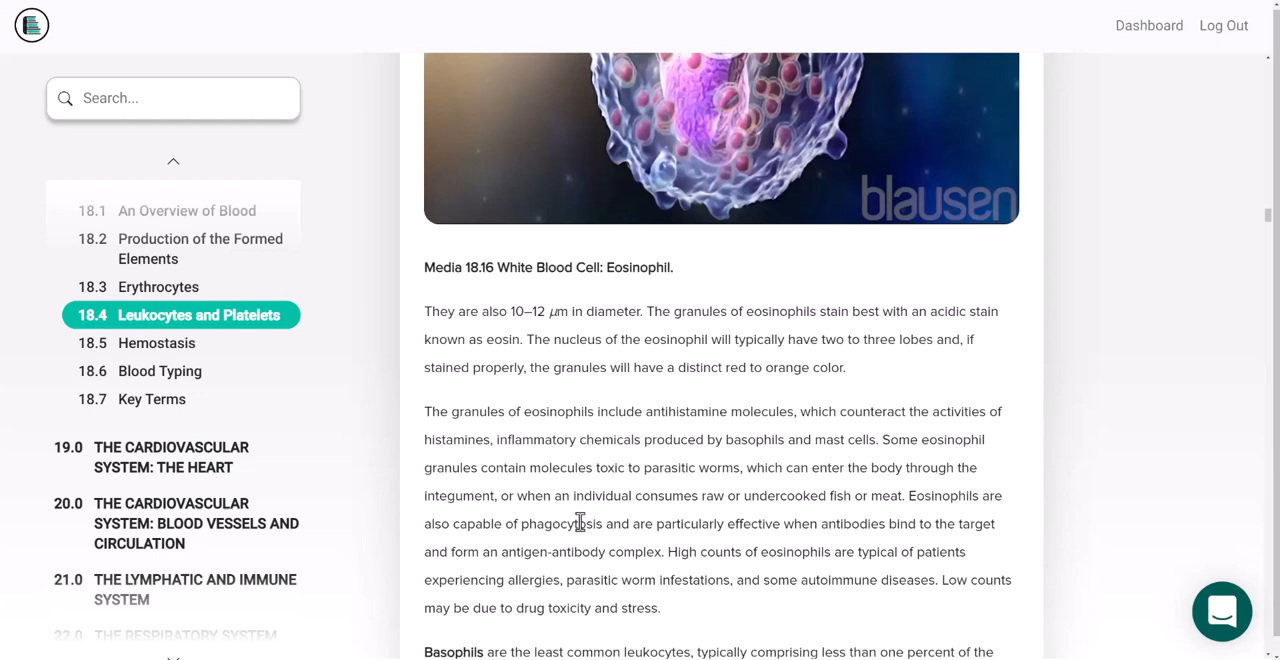 Dashboard Log Out
Search...
18.1 An Overview of Blood
18.2 Production of the Formed
Elements
18.3 Erythrocytes
18.4 Leukocytes and Platelets
18.5 Hemostasis
18.6 Blood Typing
18.7 Key Terms
19.0 THE CARDIOVASCULAR
SYSTEM: THE HEART
20.0 THE CARDIOVASCULAR
SYSTEM: BLOOD VESSELS AND
CIRCULATION
21.0 THE LYMPHATIC AND IMMUNE
SYSTEM
22.0 THE RESPIRATORY SYSTEM
blausen
Media 18.16 White Blood Cell: Eosinophil.
They are also 10–12 μm in diameter. The granules of eosinophils stain best with an acidic stain
known as eosin. The nucleus of the eosinophil will typically have two to three lobes and, if
stained properly, the granules will have a distinct red to orange color.
The granules of eosinophils include antihistamine molecules, which counteract the activities of
histamines, inflammatory chemicals produced by basophils and mast cells. Some eosinophil
granules contain molecules toxic to parasitic worms, which can enter the body through the
integument, or when an individual consumes raw or undercooked fish or meat. Eosinophils are
also capable of phagocytosis and are particularly effective when antibodies bind to the target
and form an antigen-antibody complex. High counts of eosinophils are typical of patients
experiencing allergies, parasitic worm infestations, and some autoimmune diseases. Low counts
may be due to drug toxicity and stress.
Basophils are the least common leukocytes, typically comprising less than one percent of the